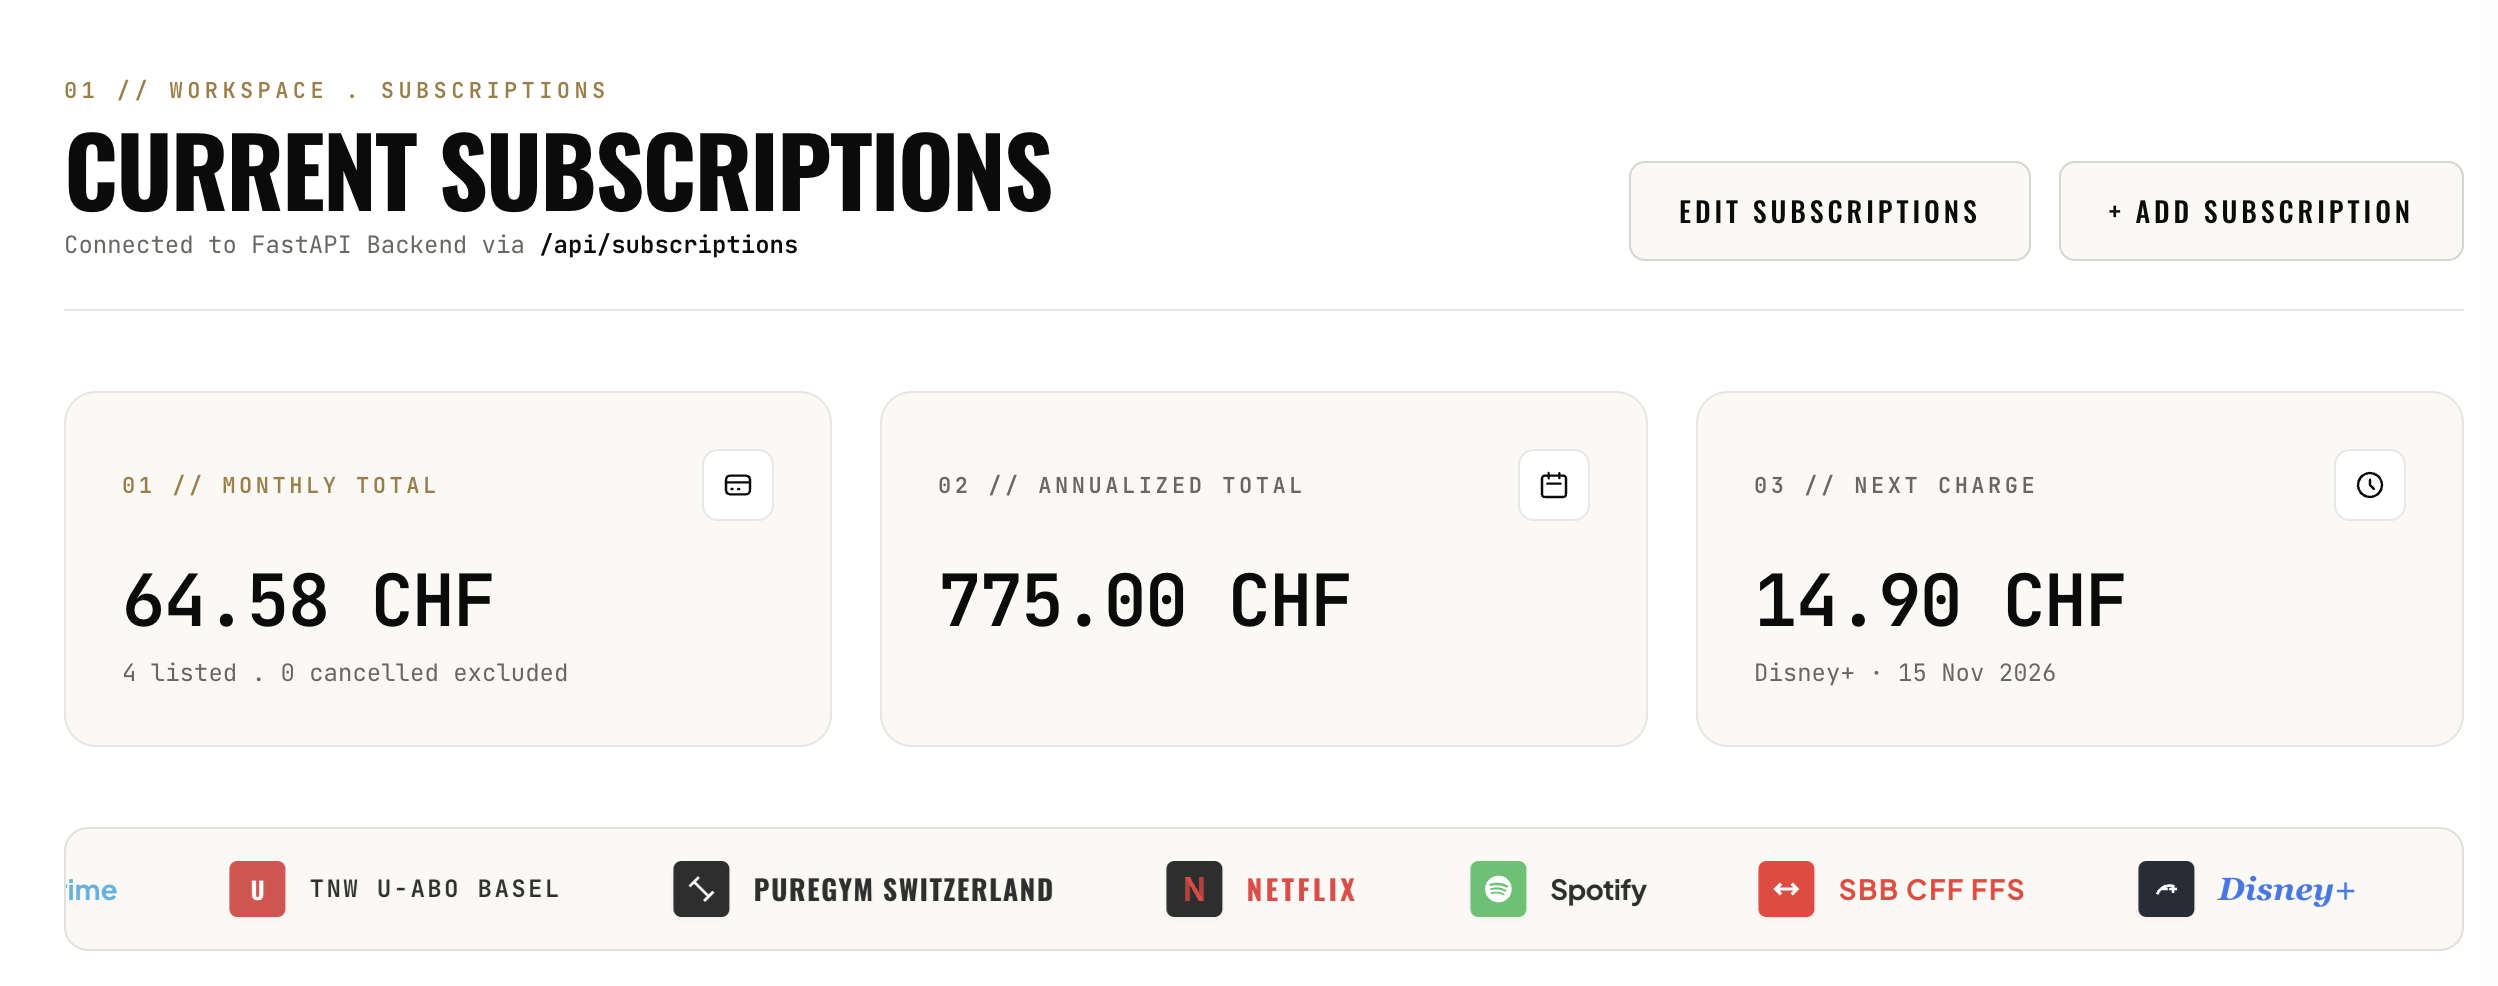 01 // WORKSPACE . SUBSCRIPTIONS
CURRENT SUBSCRIPTIONS
Connected to FastAPI Backend via /api/subscriptions
EDIT SUBSCRIPTIONS
+ ADD SUBSCRIPTION
01 // MONTHLY TOTAL
64.58 CHF
4 listed . 0 cancelled excluded
02 // ANNUALIZED TOTAL
775.00 CHF
03 // NEXT CHARGE
14.90 CHF
Disney+ · 15 Nov 2026
ime
U TNW U-ABO BASEL
PUREGYM SWITZERLAND
N NETFLIX
Spotify
SBB CFF FFS
Disney+